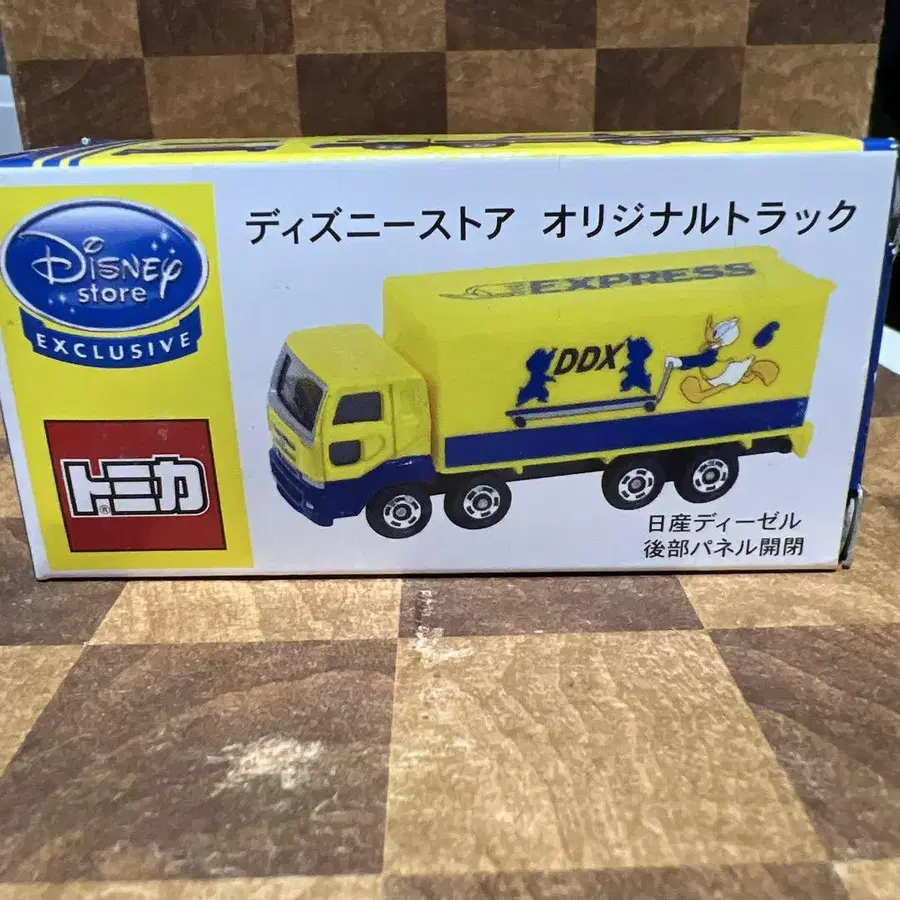 ディズニーストア オリジナルトラック
Disney
store
EXCLUSIVE
EXPRESS
DDX
トミカ
®
日産ディーゼル
後部パネル開閉